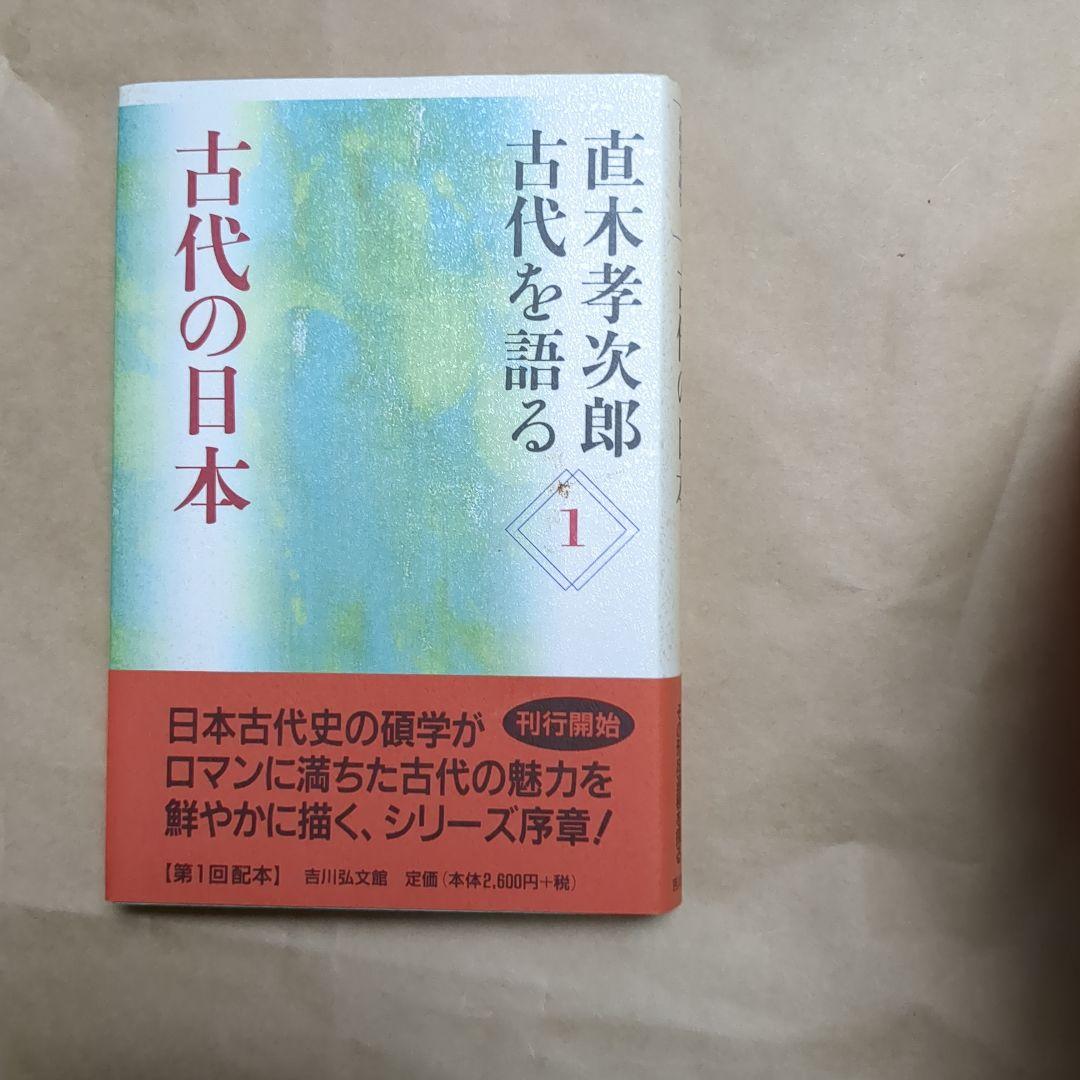 直木孝次郎
古代を語る
1
古代の日本
刊行開始
日本古代史の碩学が
ロマンに満ちた古代の魅力を
鮮やかに描く、シリーズ序章!
【第1回配本】 吉川弘文館 定価(本体2,600円+税)